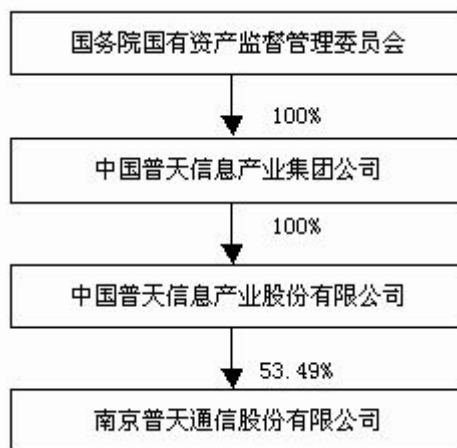 国务院国有资产监督管理委员会
100%
中国普天信息产业集团公司
100%
中国普天信息产业股份有限公司
53.49%
南京普天通信股份有限公司